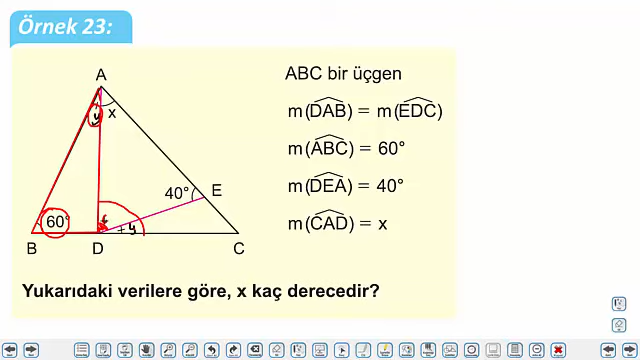 Örnek 23:
A
ABC bir üçgen
y x
m(DAB) = m(EDC)
m(ABC) = 60°
40° E
m(DEA) = 40°
60°
+y
m(CAD) = x
B D C
Yukarıdaki verilere göre, x kaç derecedir?